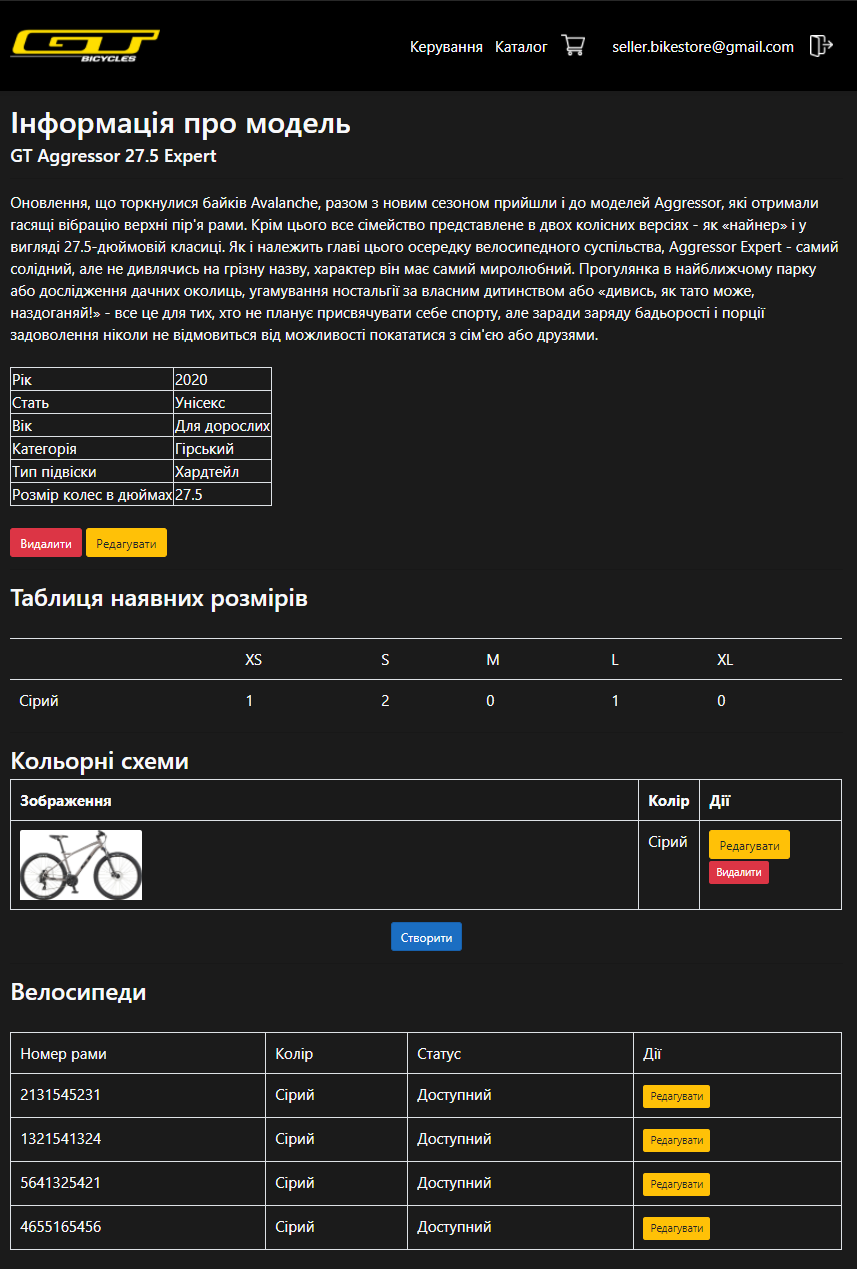 GT
BICYCLES
Керування Каталог seller.bikestore@gmail.com
Інформація про модель
GT Aggressor 27.5 Expert
Оновлення, що торкнулися байків Avalanche, разом з новим сезоном прийшли і до моделей Aggressor, які отримали
гасящі вібрацію верхні пір'я рами. Крім цього все сімейство представлене в двох колісних версіях - як «найнер» і у
вигляді 27.5-дюймовій класиці. Як і належить главі цього осередку велосипедного суспільства, Aggressor Expert - самий
солідний, але не дивлячись на грізну назву, характер він має самий миролюбний. Прогулянка в найближчому парку
або дослідження дачних околиць, угамування ностальгії за власним дитинством або «дивись, як тато може,
наздоганяй!» - все це для тих, хто не планує присвячувати себе спорту, але заради заряду бадьорості і порції
задоволення ніколи не відмовиться від можливості покататися з сім'єю або друзями.
Рік 2020
Стать Унісекс
Вік Для дорослих
Категорія Гірський
Тип підвіски Хардтейл
Розмір колес в дюймах 27.5
Видалити Редагувати
Таблиця наявних розмірів
XS S M L XL
Сірий 1 2 0 1 0
Кольорні схеми
Зображення Колір Дії
Сірий Редагувати
Видалити
Створити
Велосипеди
Номер рами Колір Статус Дії
2131545231 Сірий Доступний Редагувати
1321541324 Сірий Доступний Редагувати
5641325421 Сірий Доступний Редагувати
4655165456 Сірий Доступний Редагувати